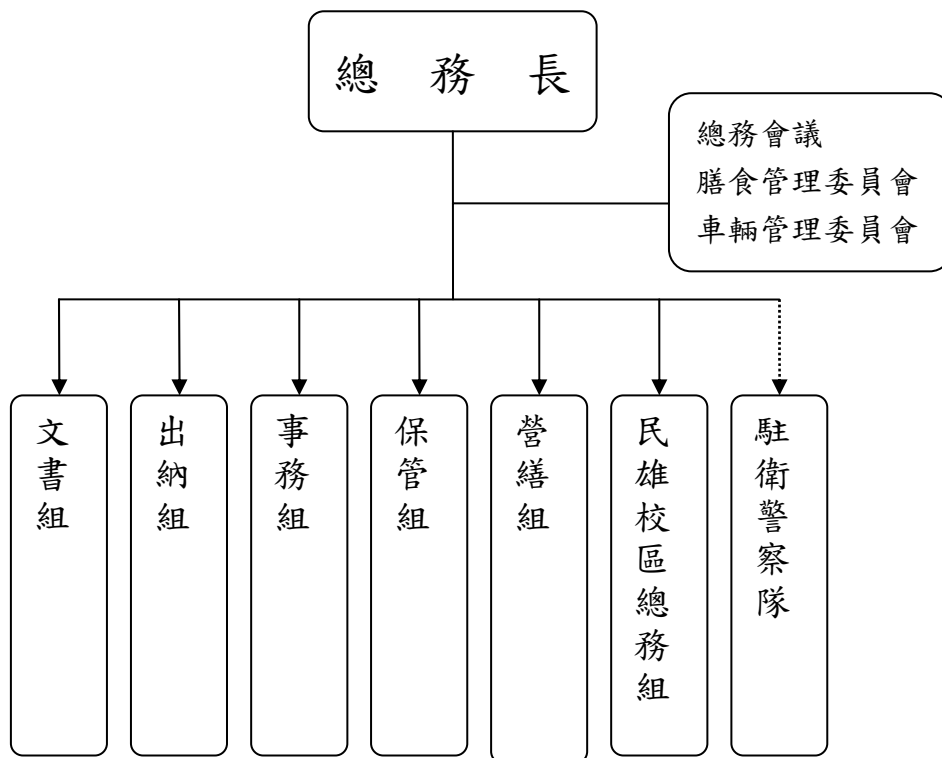 總 務 長
總務會議
膳食管理委員會
車輛管理委員會
文書組
出納組
事務組
保管組
營繕組
民雄校區總務組
駐衛警察隊